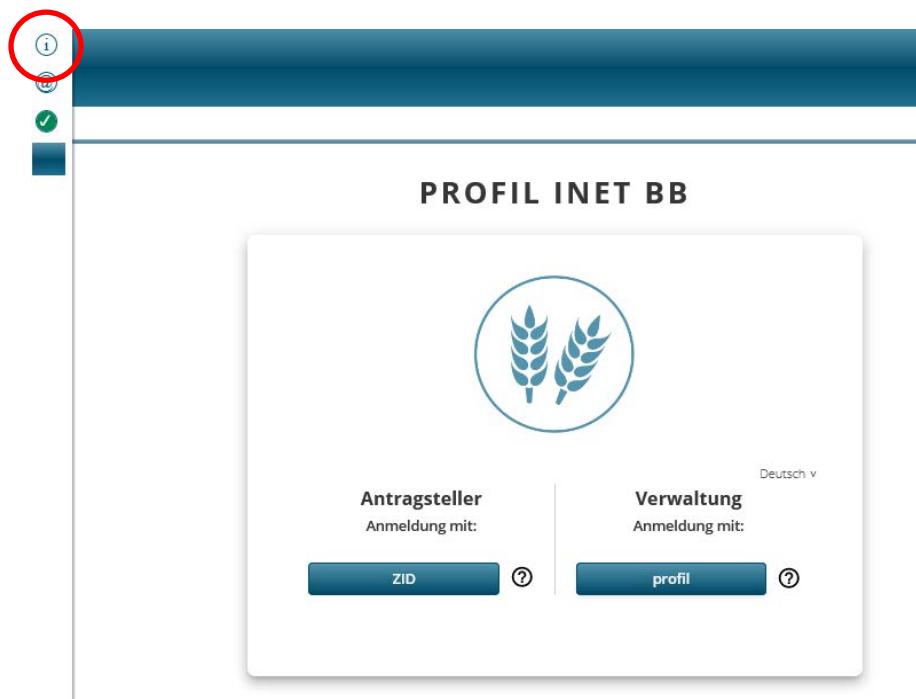 i
@
PROFIL INET BB
Deutsch v
Antragsteller
Anmeldung mit:
ZID
?
Verwaltung
Anmeldung mit:
profil
?